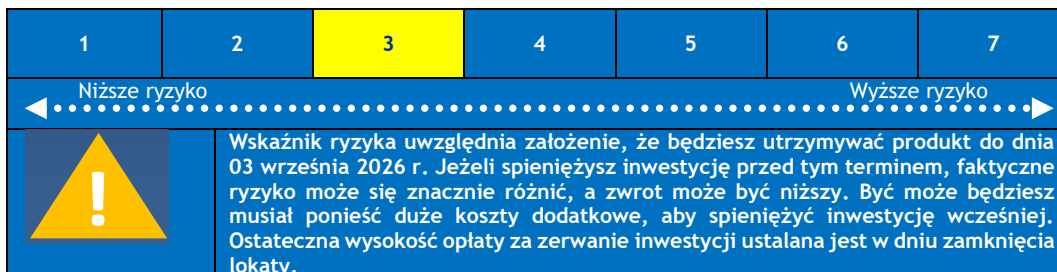 1 2 3 4 5 6 7
Niższe ryzyko Wyższe ryzyko
!
Wskaźnik ryzyka uwzględnia założenie, że będziesz utrzymywać produkt do dnia
03 września 2026 r. Jeżeli spieniężysz inwestycję przed tym terminem, faktyczne
ryzyko może się znacznie różnić, a zwrot może być niższy. Być może będziesz
musiał ponieść duże koszty dodatkowe, aby spieniężyć inwestycję wcześniej.
Ostateczna wysokość opłaty za zerwanie inwestycji ustalana jest w dniu zamknięcia
lokaty.